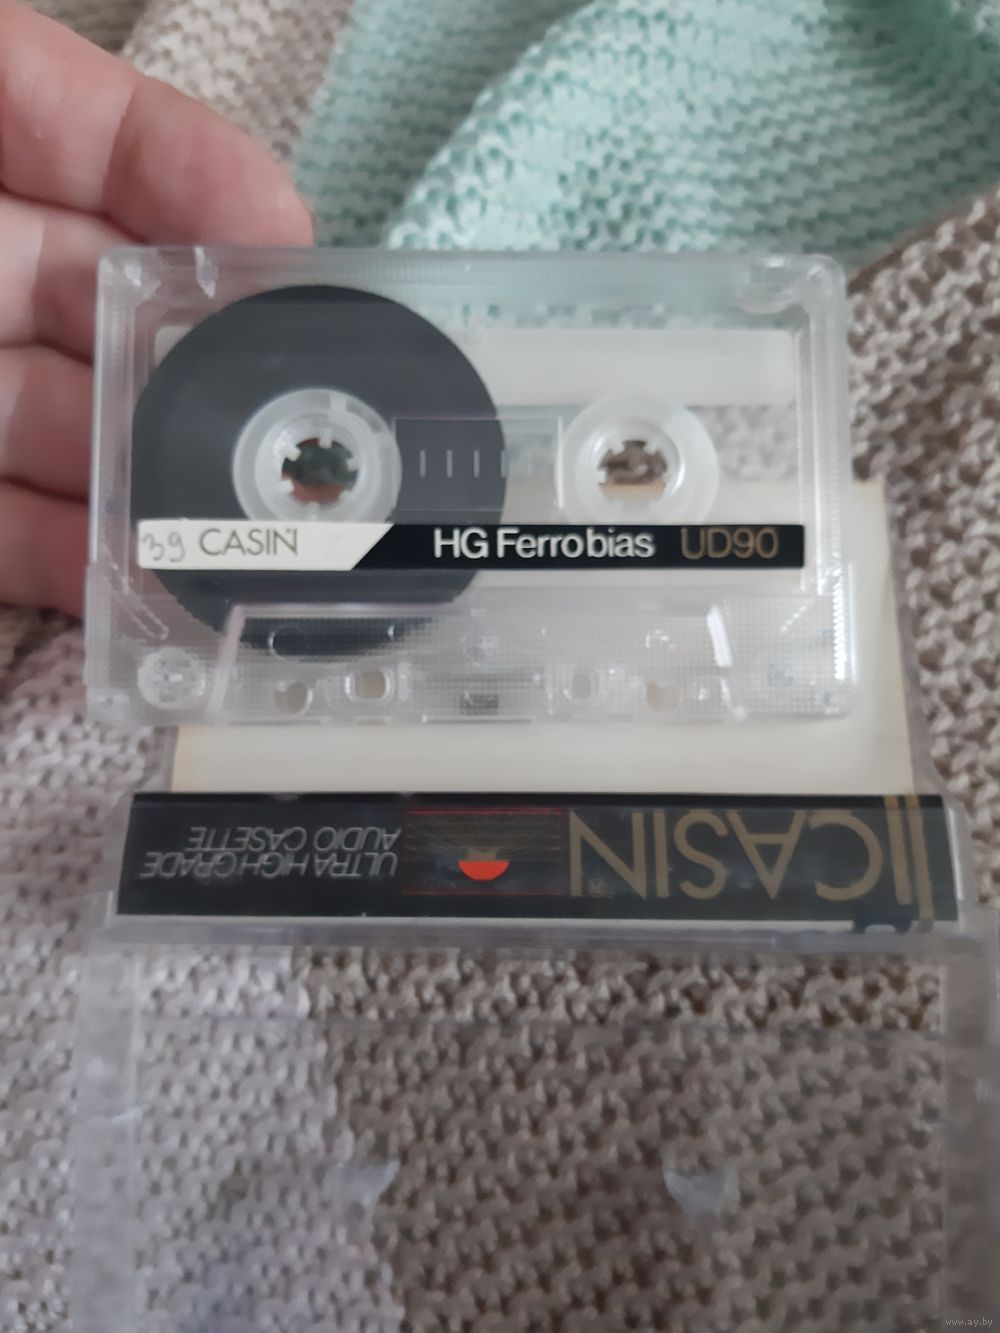 39 CASIN HG Ferrobias UD90
CASIN®
ULTRA HIGH GRADE
AUDIO CASETTE
www.ay.by